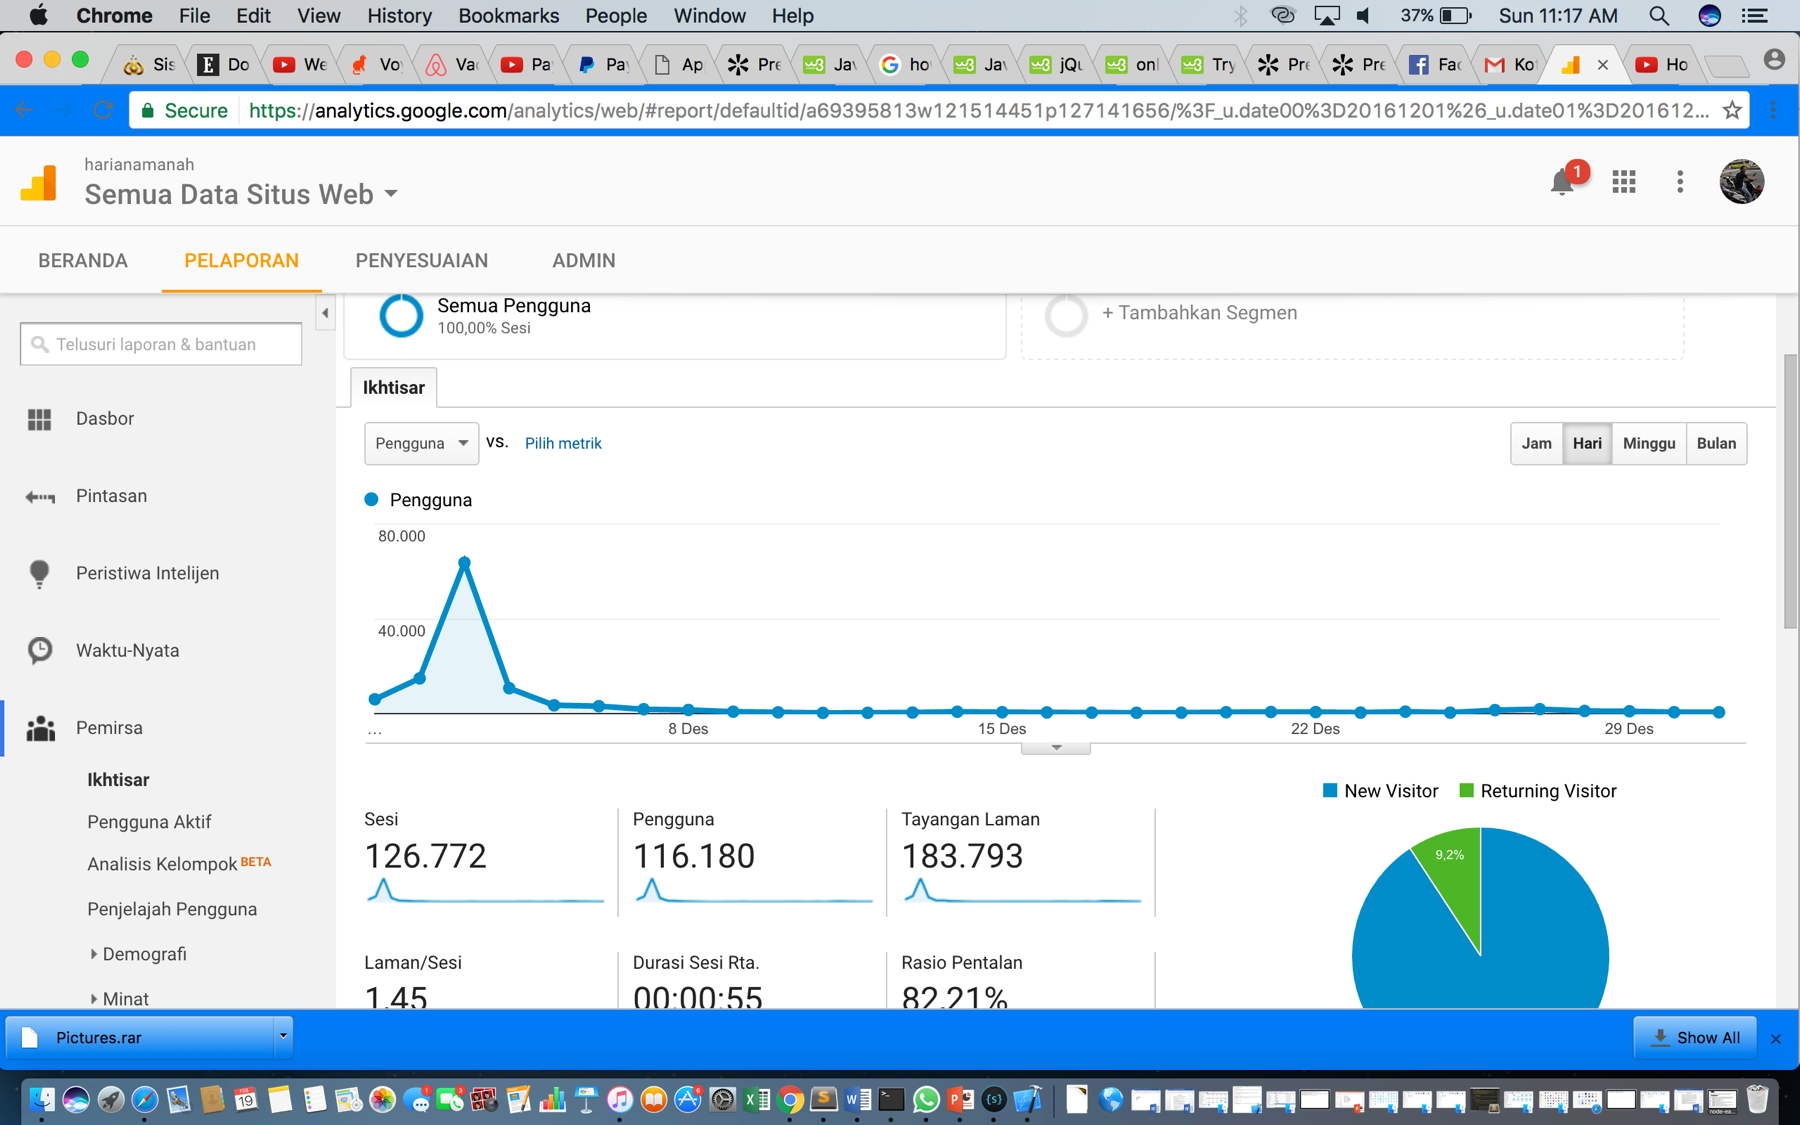 Chrome File Edit View History Bookmarks People Window Help 37% Sun 11:17 AM
Sis Do We Vo Va Pa Pay Ap Pre Jav ho Jav jQu onl Try Pre Pre Fac Ko Ho
Secure https://analytics.google.com/analytics/web/#report/defaultid/a69395813w121514451p127141656/%3F_u.date00%3D20161201%26_u.date01%3D201612...
harianamanah
Semua Data Situs Web
1
BERANDA PELAPORAN PENYESUAIAN ADMIN
Telusuri laporan & bantuan
Dasbor
Pintasan
Peristiwa Intelijen
Waktu-Nyata
Pemirsa
Ikhtisar
Pengguna Aktif
Analisis Kelompok BETA
Penjelajah Pengguna
Demografi
Minat
Semua Pengguna
100,00% Sesi
+ Tambahkan Segmen
Ikhtisar
Pengguna vs. Pilih metrik
Jam Hari Minggu Bulan
Pengguna
80.000
40.000
... 8 Des 15 Des 22 Des 29 Des
New Visitor Returning Visitor
9,2%
Sesi
126.772
Pengguna
116.180
Tayangan Laman
183.793
Laman/Sesi
1,45
Durasi Sesi Rta.
00:00:55
Rasio Pentalan
82,21%
Pictures.rar
Show All
19